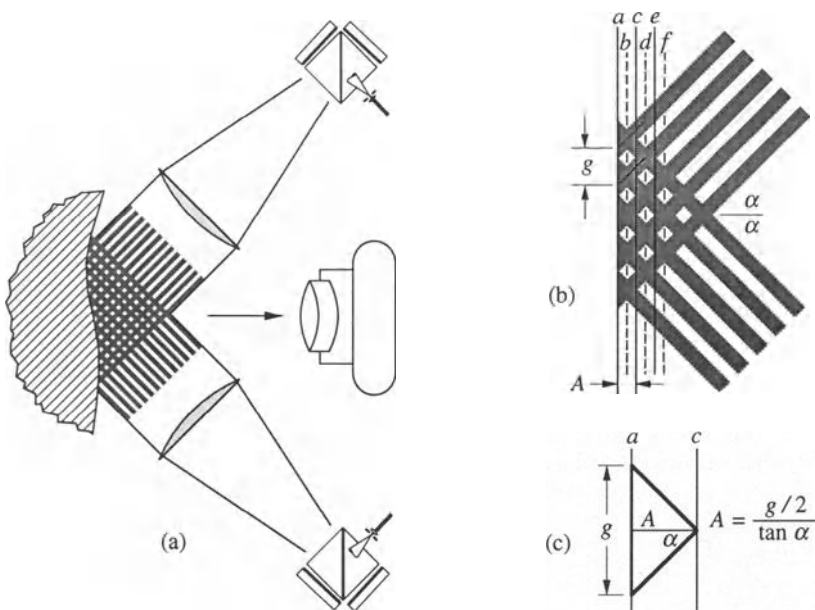 (a)
a c e
b d f
g
α
α
(b)
A
a c
g A α A = g/2 / tan α
(c)